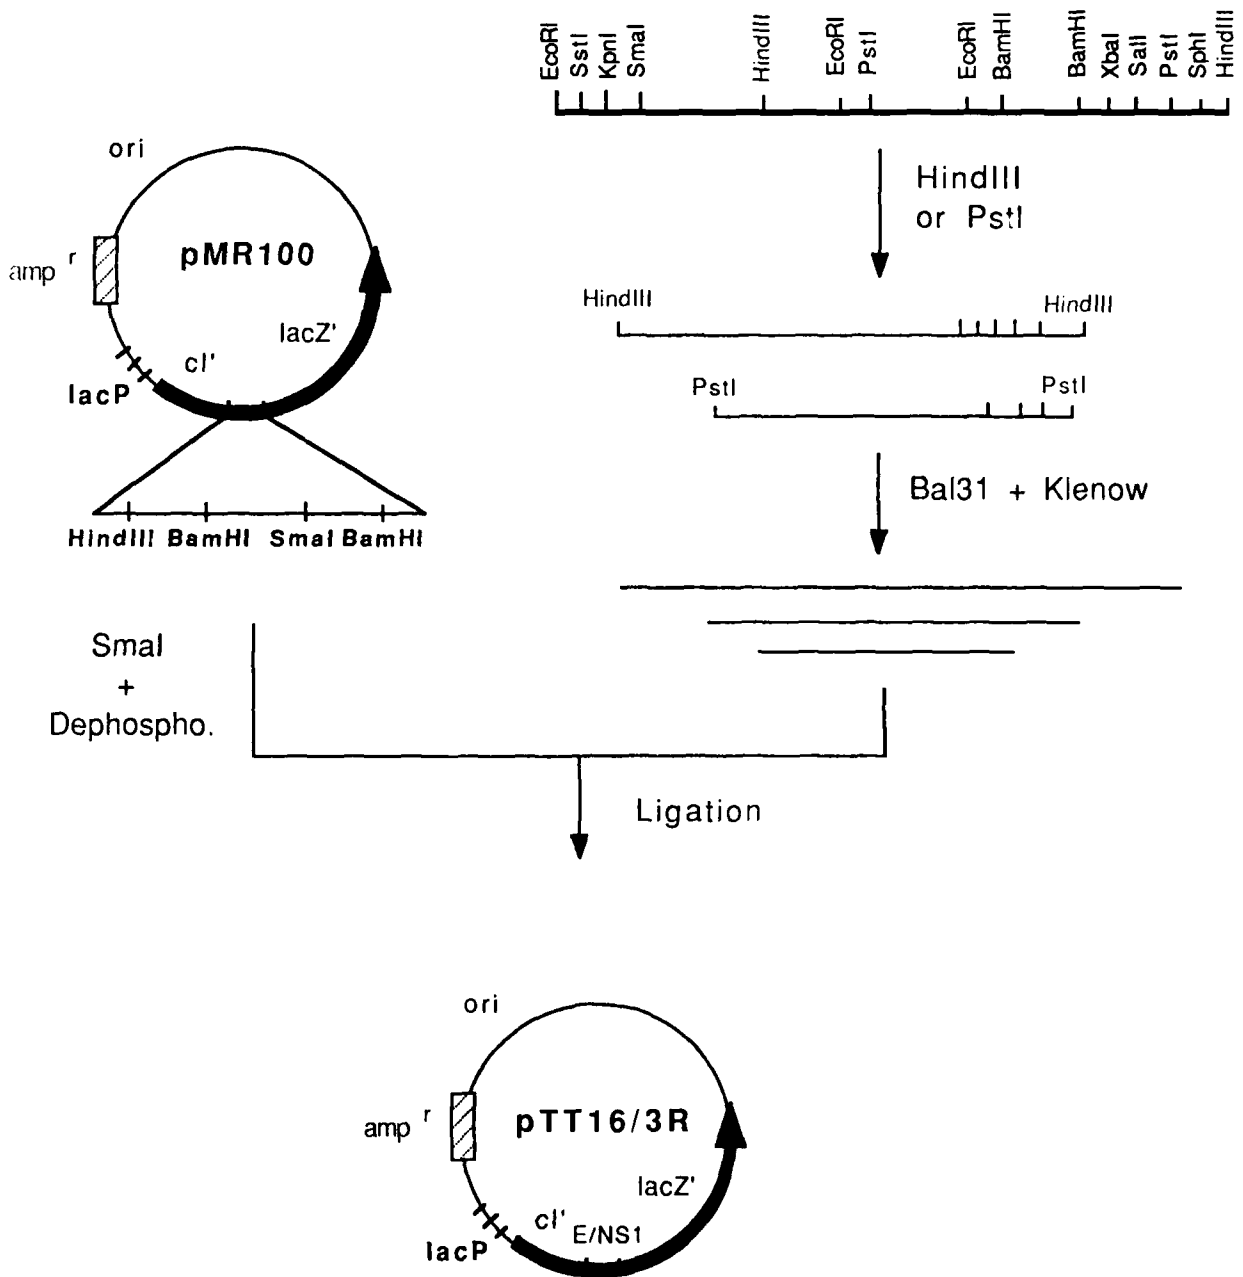 EcoRI SstI KpnI SmaI HindIII EcoRI PstI EcoRI BamHI BamHI XbaI SalI PstI SphI HindIII
ori
HindIII
or PstI
pMR100
amp r
HindIII HindIII
lacZ'
cI'
lacP
PstI PstI
Bal31 + Klenow
HindIII BamHI SmaI BamHI
SmaI
+
Dephospho.
Ligation
ori
amp r
pTT16/3R
lacZ'
cI'
E/NS1
lacP